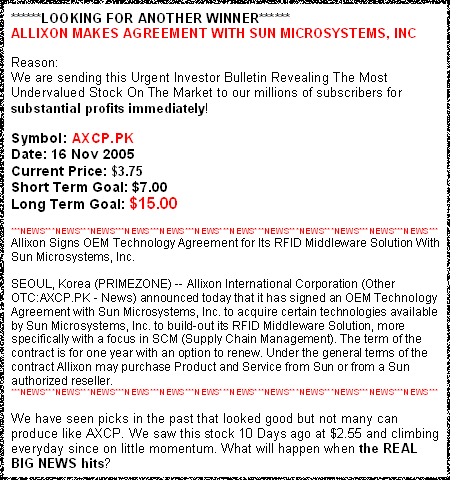 ******LOOKING FOR ANOTHER WINNER******
ALLIXON MAKES AGREEMENT WITH SUN MICROSYSTEMS, INC
Reason:
We are sending this Urgent Investor Bulletin Revealing The Most
Undervalued Stock On The Market to our millions of subscribers for
substantial profits immediately!
Symbol: AXCP.PK
Date: 16 Nov 2005
Current Price: $3.75
Short Term Goal: $7.00
Long Term Goal: $15.00
***NEWS***NEWS***NEWS***NEWS***NEWS***NEWS***NEWS***NEWS***NEWS***NEWS***NEWS***NEWS***
Allixon Signs OEM Technology Agreement for Its RFID Middleware Solution With
Sun Microsystems, Inc.
SEOUL, Korea (PRIMEZONE) -- Allixon International Corporation (Other
OTC:AXCP.PK - News) announced today that it has signed an OEM Technology
Agreement with Sun Microsystems, Inc. to acquire certain technologies available
by Sun Microsystems, Inc. to build-out its RFID Middleware Solution, more
specifically with a focus in SCM (Supply Chain Management). The term of the
contract is for one year with an option to renew. Under the general terms of the
contract Allixon may purchase Product and Service from Sun or from a Sun
authorized reseller.
***NEWS***NEWS***NEWS***NEWS***NEWS***NEWS***NEWS***NEWS***NEWS***NEWS***NEWS***NEWS***
We have seen picks in the past that looked good but not many can
produce like AXCP. We saw this stock 10 Days ago at $2.55 and climbing
everyday since on little momentum. What will happen when the REAL
BIG NEWS hits?